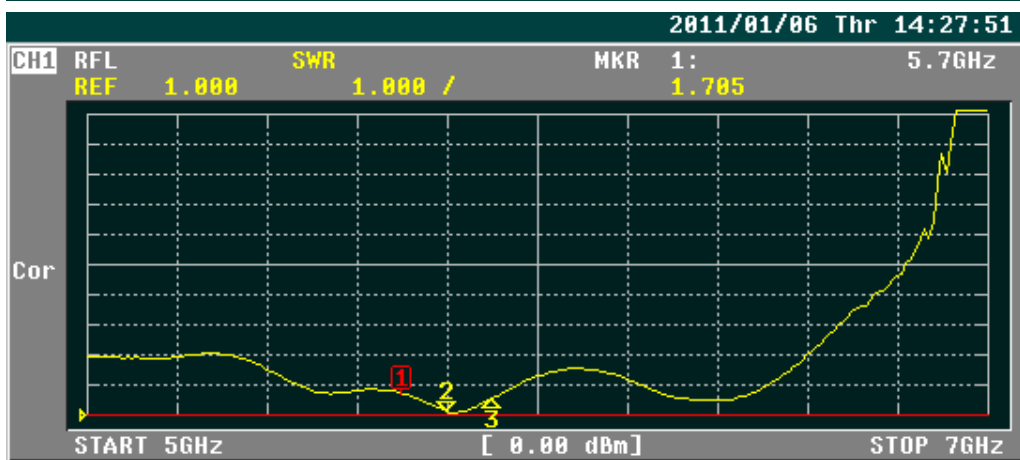 2011/01/06 Thr 14:27:51
CH1 RFL SWR MKR 1: 5.7GHz
REF 1.000 1.000 / 1.705
1
2
3
Cor
START 5GHz [ 0.00 dBm] STOP 7GHz